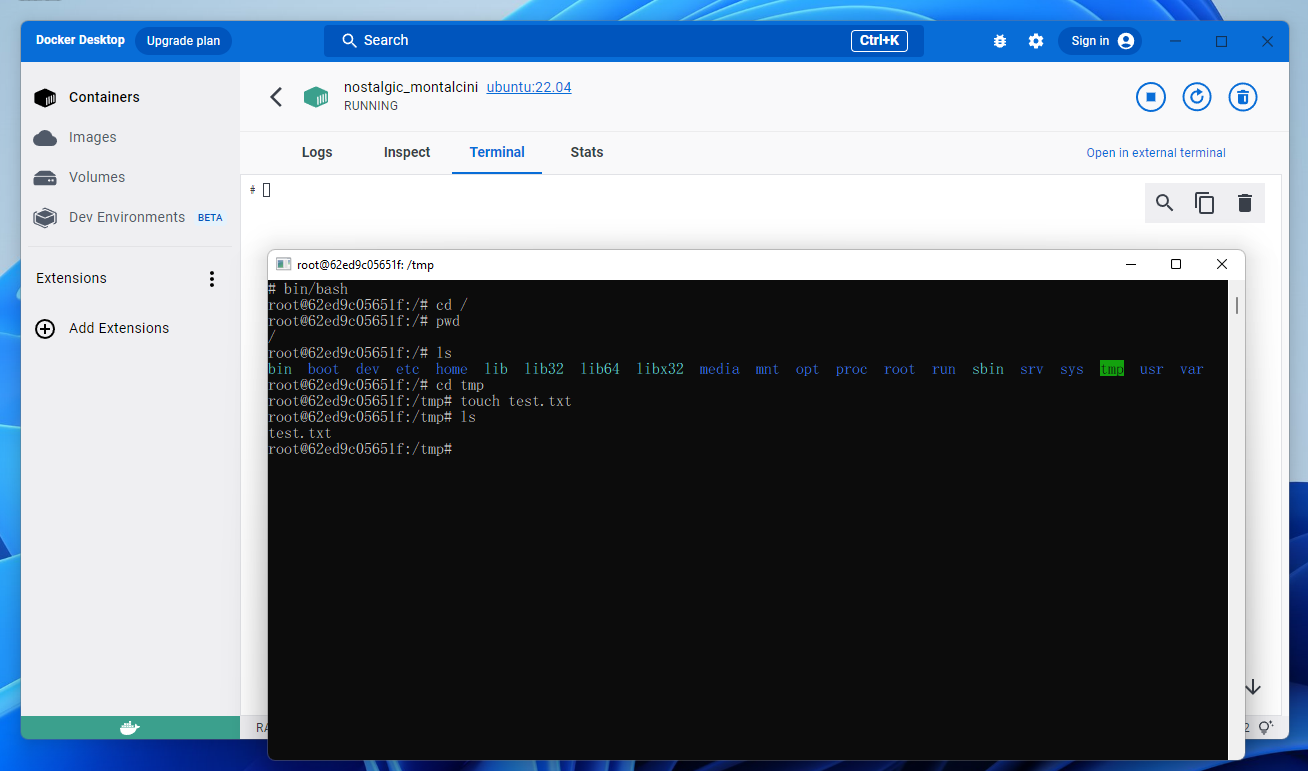 Docker Desktop Upgrade plan Search Ctrl+K Sign in
Containers
Images
Volumes
Dev Environments BETA
Extensions
Add Extensions
nostalgic_montalcini ubuntu:22.04
RUNNING
Logs Inspect Terminal Stats Open in external terminal
#
root@62ed9c05651f: /tmp
# bin/bash
root@62ed9c05651f:/# cd /
root@62ed9c05651f:/# pwd
/
root@62ed9c05651f:/# ls
bin boot dev etc home lib lib32 lib64 libx32 media mnt opt proc root run sbin srv sys tmp usr var
root@62ed9c05651f:/# cd tmp
root@62ed9c05651f:/tmp# touch test.txt
root@62ed9c05651f:/tmp# ls
test.txt
root@62ed9c05651f:/tmp#